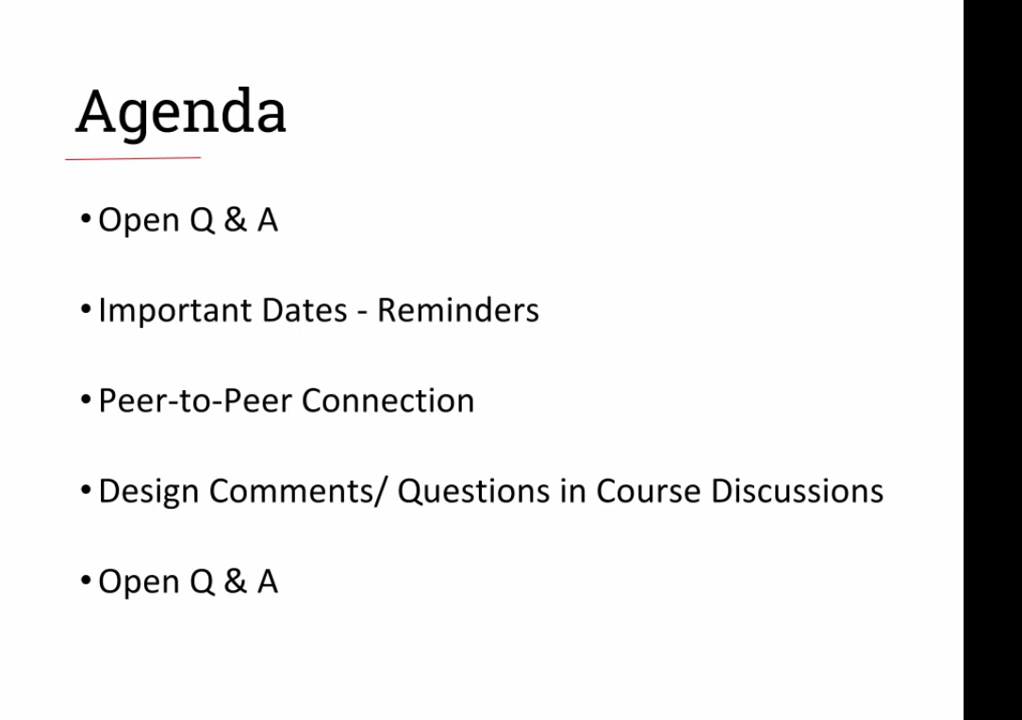 Agenda
• Open Q & A
• Important Dates - Reminders
• Peer-to-Peer Connection
• Design Comments/ Questions in Course Discussions
• Open Q & A